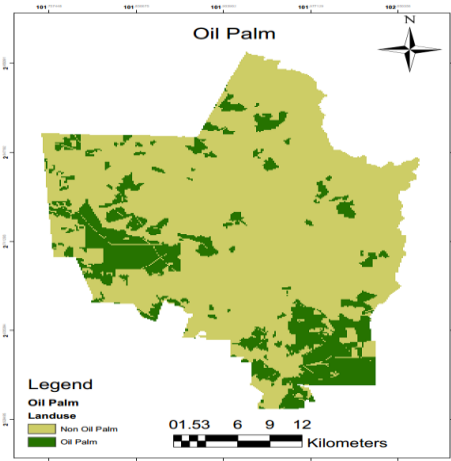 Oil Palm
N
Legend
Oil Palm
Landuse
Non Oil Palm
Oil Palm
01.53 6 9 12
Kilometers